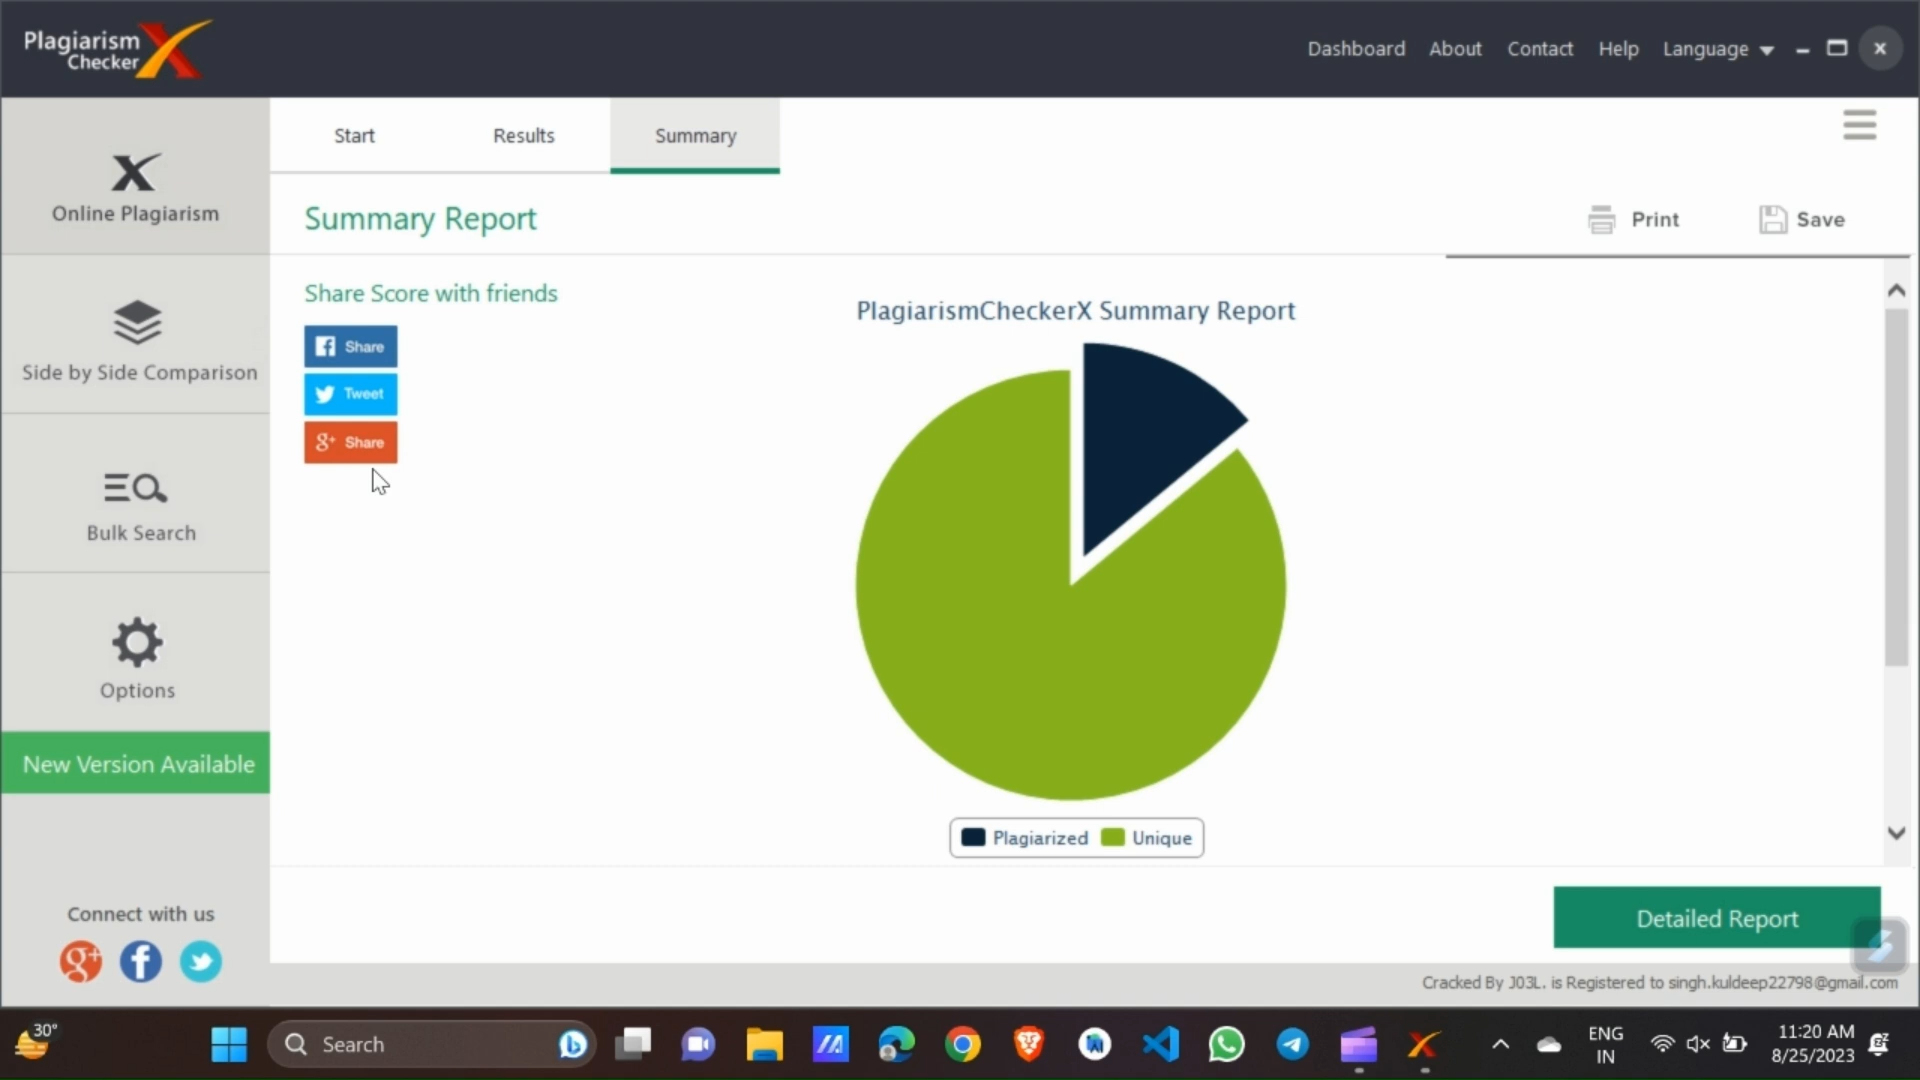 Plagiarism
Checker
Dashboard
About
Contact
Help
Language
Start
Results
Summary
Online Plagiarism
Summary Report
Print
Save
Share Score with friends
Share
Tweet
g+ Share
PlagiarismCheckerX Summary Report
Side by Side Comparison
Bulk Search
Options
New Version Available
Plagiarized
Unique
Connect with us
g+
Detailed Report
Cracked By J03L. is Registered to singh.kuldeep22798@gmail.com
30°
Search
ENG
IN
11:20 AM
8/25/2023